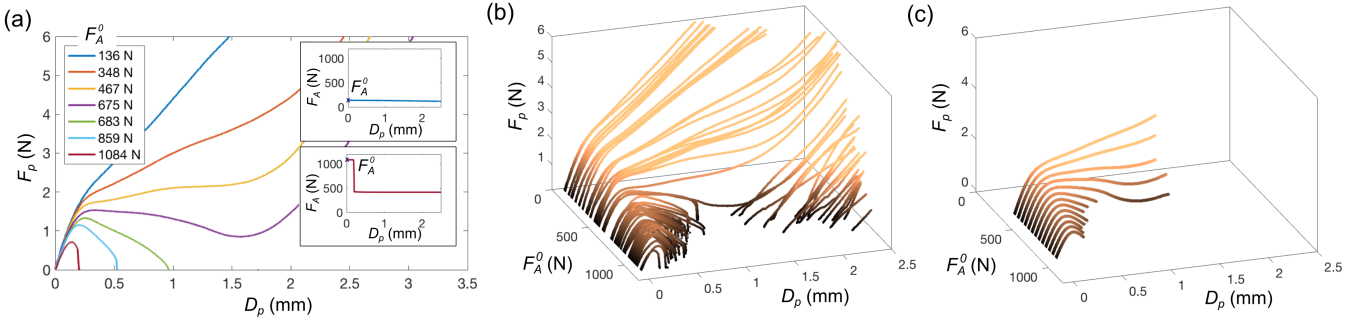 (a)
F_p (N)
6
5
4
3
2
1
0
F_A^0
136 N
348 N
467 N
675 N
683 N
859 N
1084 N
F_A (N)
1000
500
0
F_A^0
0
1
2
D_p (mm)
F_A (N)
1000
500
0
F_A^0
0
1
2
D_p (mm)
0
0.5
1
1.5
2
2.5
3
3.5
D_p (mm)
(b)
F_p (N)
6
5
4
3
2
1
0
0
500
1000
F_A^0 (N)
0
0.5
1
1.5
2
2.5
D_p (mm)
(c)
F_p (N)
6
4
2
0
0
500
1000
F_A^0 (N)
0
0.5
1
1.5
2
2.5
D_p (mm)